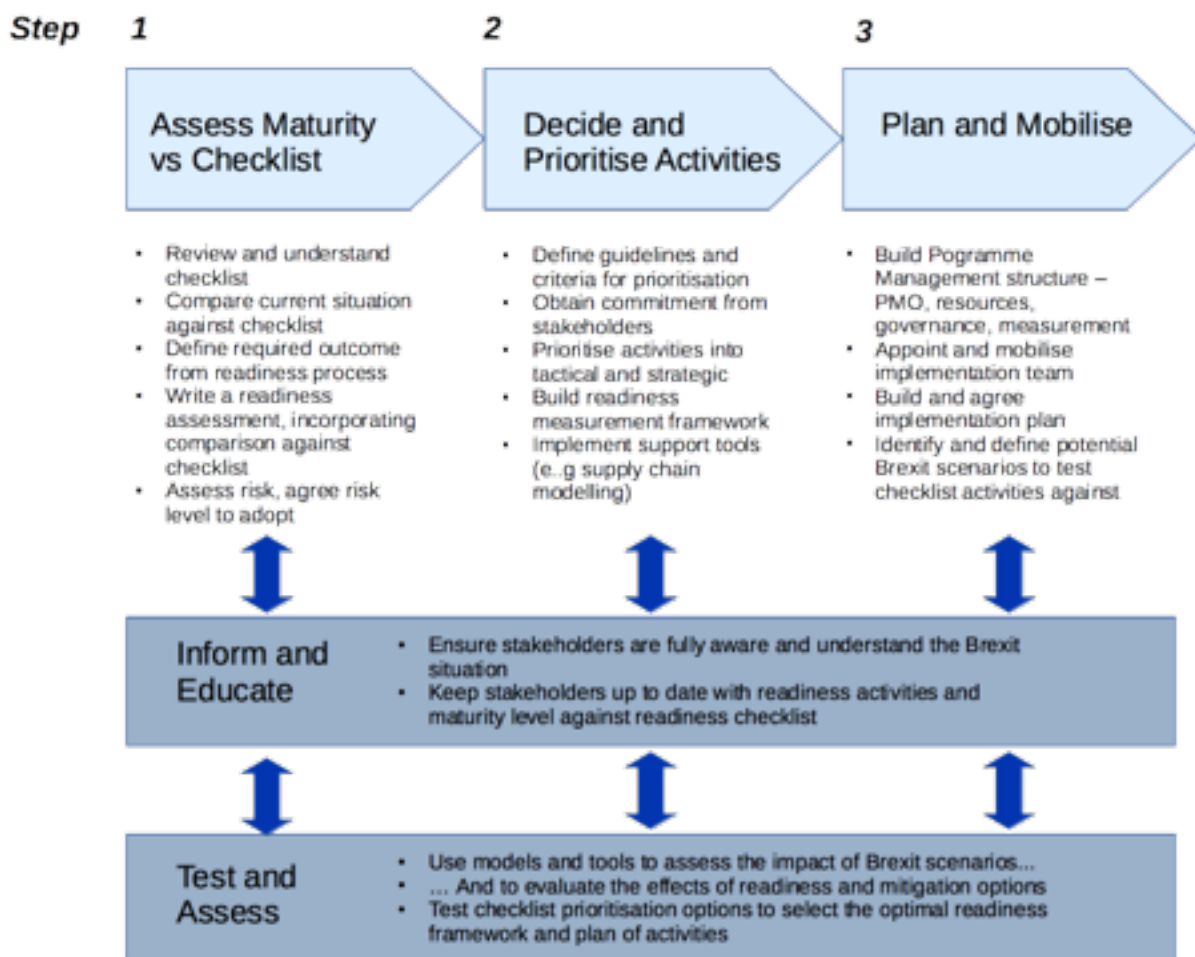 Step 1 2 3
Assess Maturity
vs Checklist
Decide and
Prioritise Activities
Plan and Mobilise
• Review and understand
checklist
• Compare current situation
against checklist
• Define required outcome
from readiness process
• Write a readiness
assessment, incorporating
comparison against
checklist
• Assess risk, agree risk
level to adopt
• Define guidelines and
criteria for prioritisation
• Obtain commitment from
stakeholders
• Prioritise activities into
tactical and strategic
• Build readiness
measurement framework
• Implement support tools
(e..g supply chain
modelling)
• Build Pogramme
Management structure –
PMO, resources,
governance, measurement
• Appoint and mobilise
implementation team
• Build and agree
implementation plan
• Identify and define potential
Brexit scenarios to test
checklist activities against
Inform and
Educate
• Ensure stakeholders are fully aware and understand the Brexit
situation
• Keep stakeholders up to date with readiness activities and
maturity level against readiness checklist
Test and
Assess
• Use models and tools to assess the impact of Brexit scenarios...
• ... And to evaluate the effects of readiness and mitigation options
• Test checklist prioritisation options to select the optimal readiness
framework and plan of activities